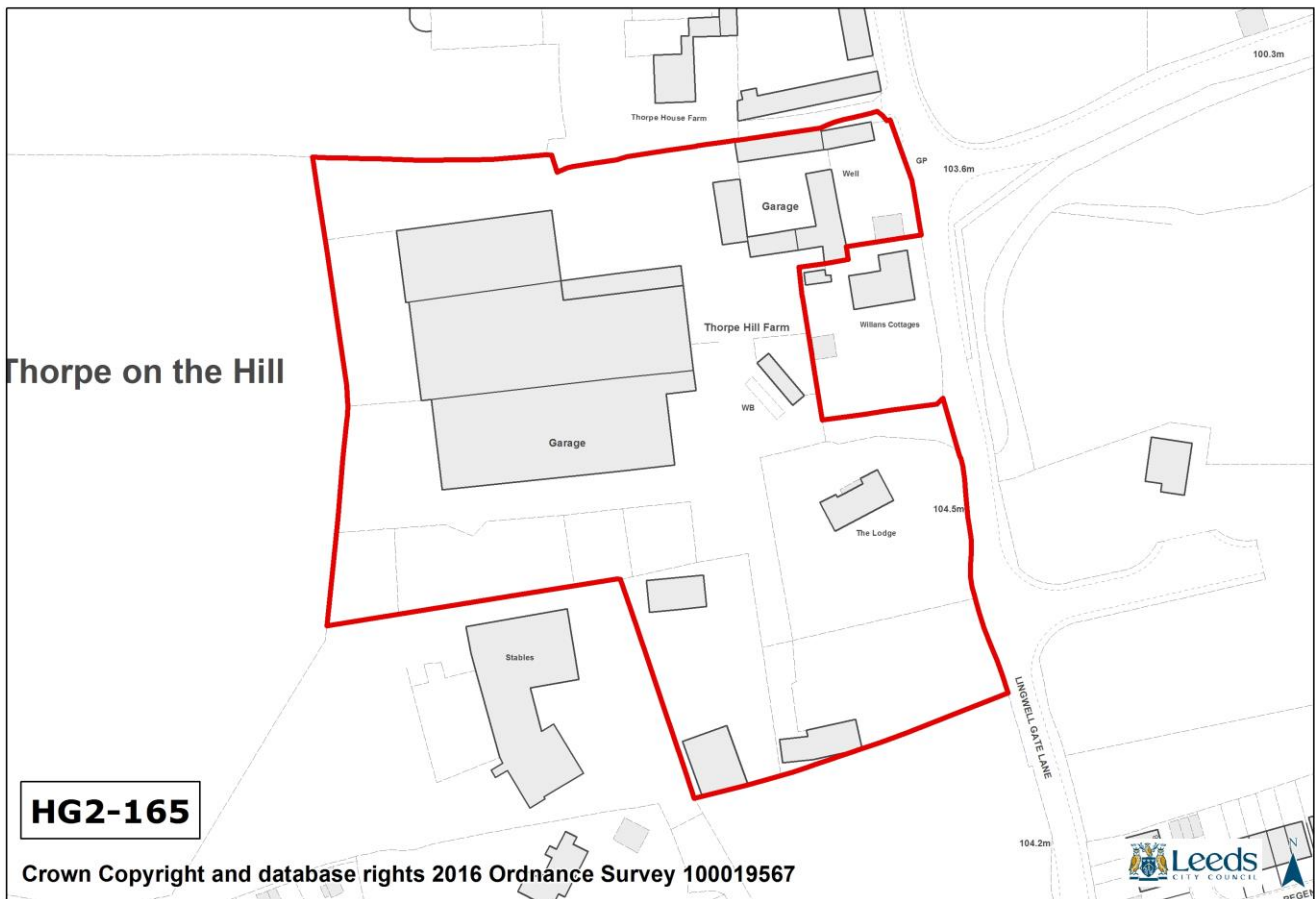 100.3m
Thorpe House Farm
GP
103.6m
Well
Garage
Thorpe Hill Farm
Willans Cottages
Thorpe on the Hill
WB
Garage
104.5m
The Lodge
Stables
LINGWELL GATE LANE
HG2-165
104.2m
Crown Copyright and database rights 2016 Ordnance Survey 100019567
Leeds
CITY COUNCIL
N